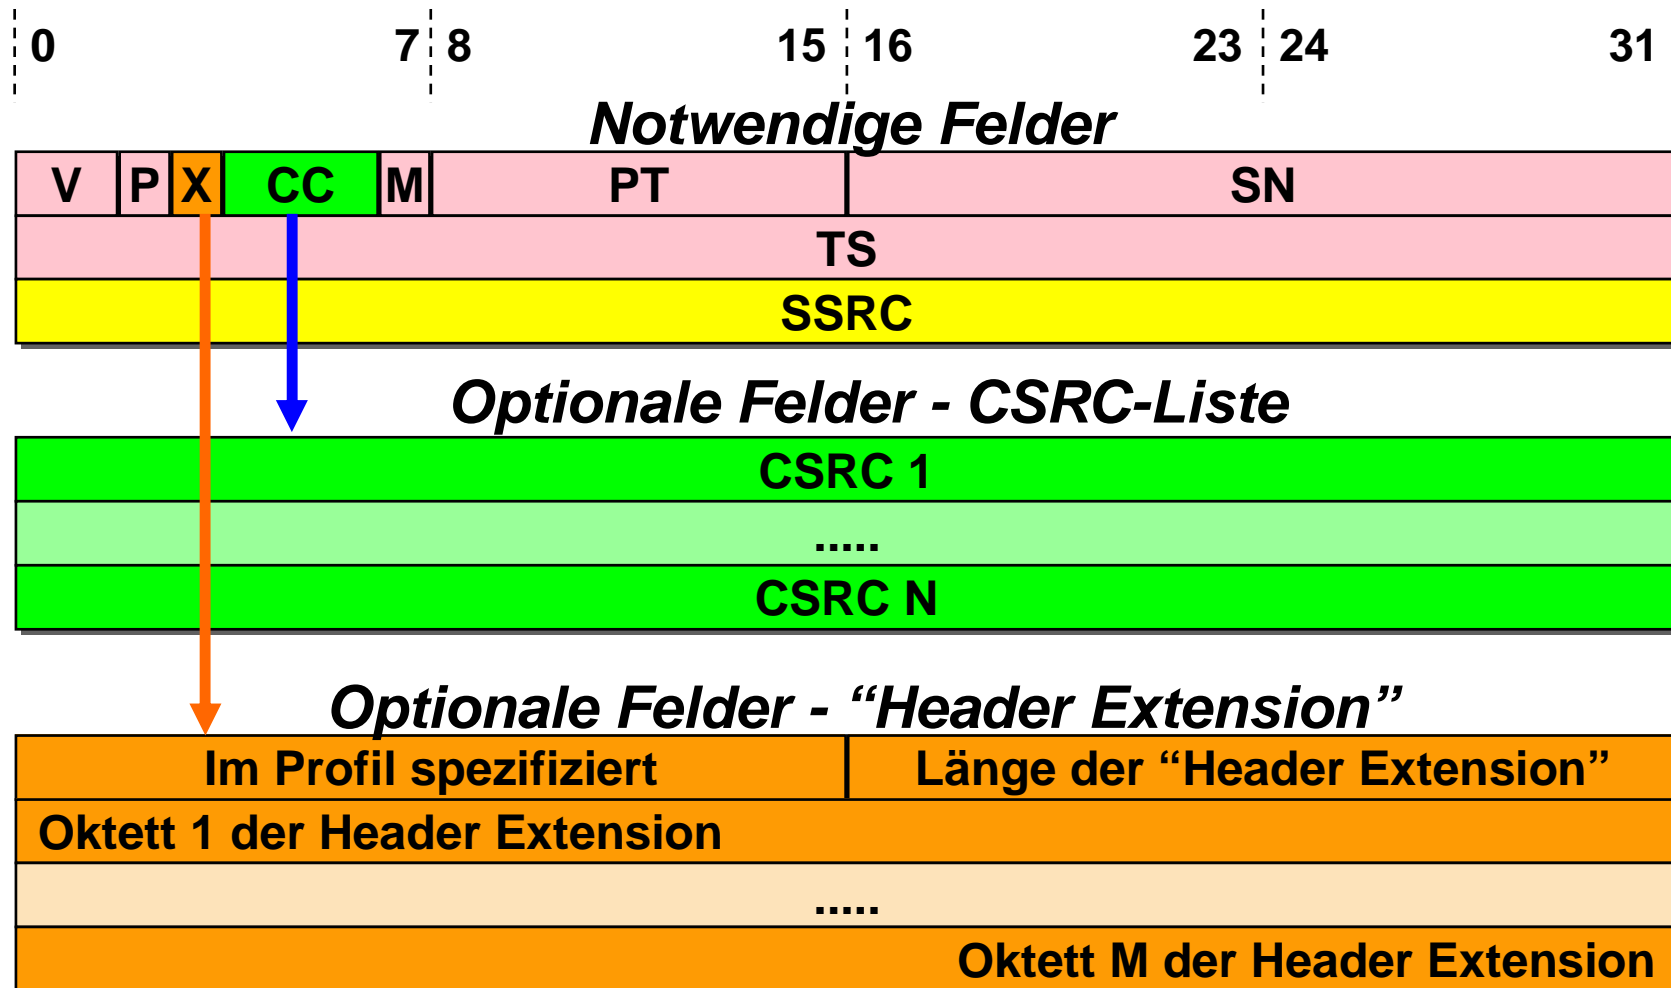 0 7 8 15 16 23 24 31
Notwendige Felder
V P X CC M PT SN
TS
SSRC
Optionale Felder - CSRC-Liste
CSRC 1
.....
CSRC N
Optionale Felder - “Header Extension”
Im Profil spezifiziert Länge der “Header Extension”
Oktett 1 der Header Extension
.....
Oktett M der Header Extension